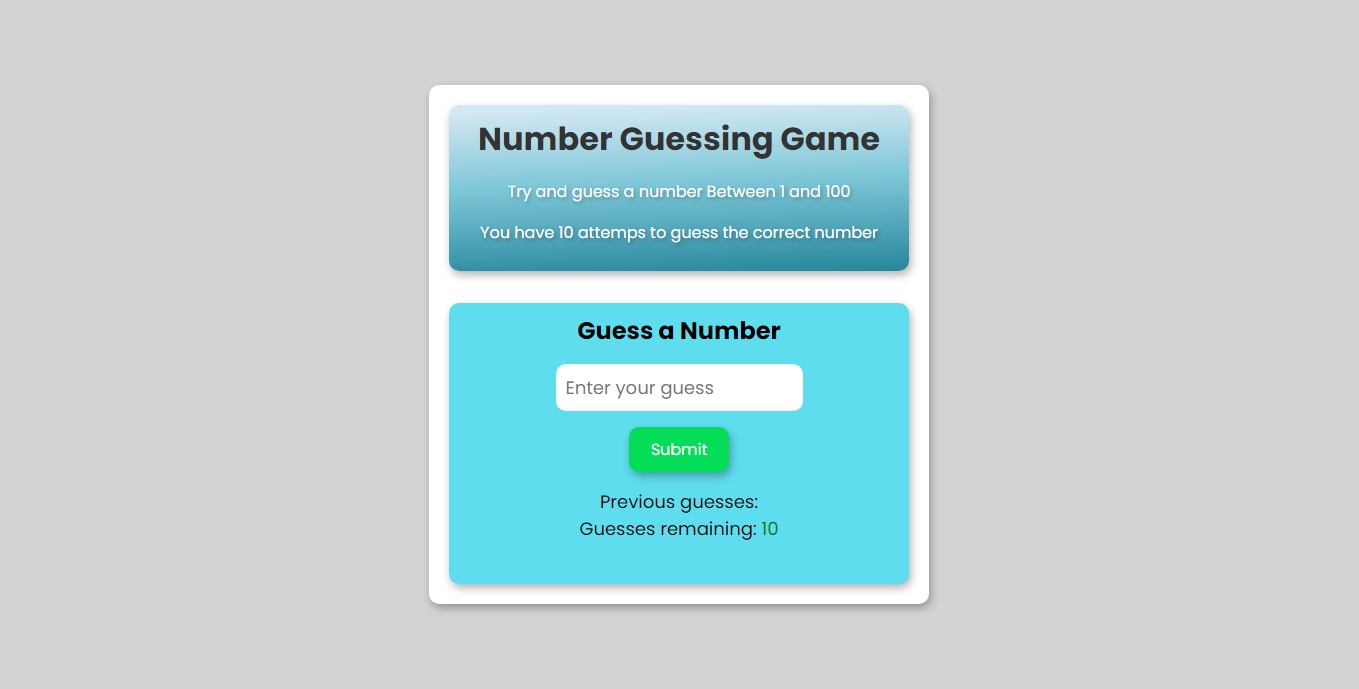 Number Guessing Game
Try and guess a number Between 1 and 100
You have 10 attemps to guess the correct number
Guess a Number
Enter your guess
Submit
Previous guesses:
Guesses remaining: 10